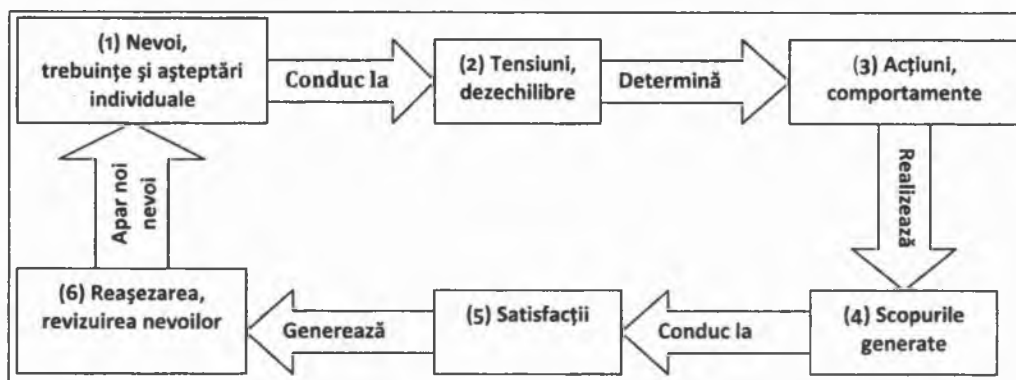 (1) Nevoi,
trebuințe și așteptări
individuale
Conduc la
(2) Tensiuni,
dezechilibre
Determină
(3) Acțiuni,
comportamente
Realizează
(4) Scopurile
generate
Conduc la
(5) Satisfacții
Generează
(6) Reașezarea,
revizuirea nevoilor
Apar noi
nevoi